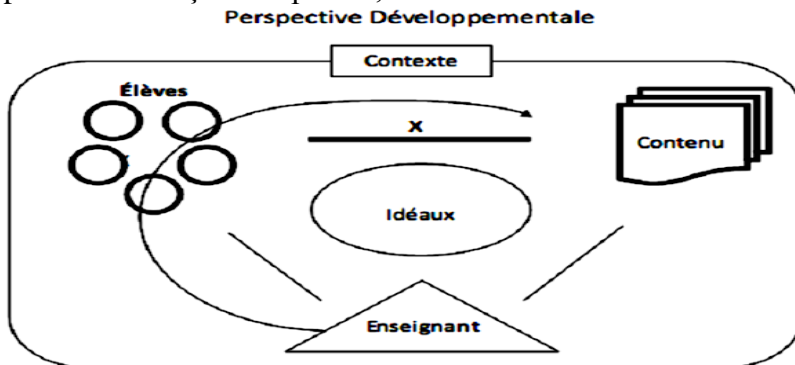 Perspective Développementale
Contexte
Élèves
X
Contenu
Idéaux
Enseignant